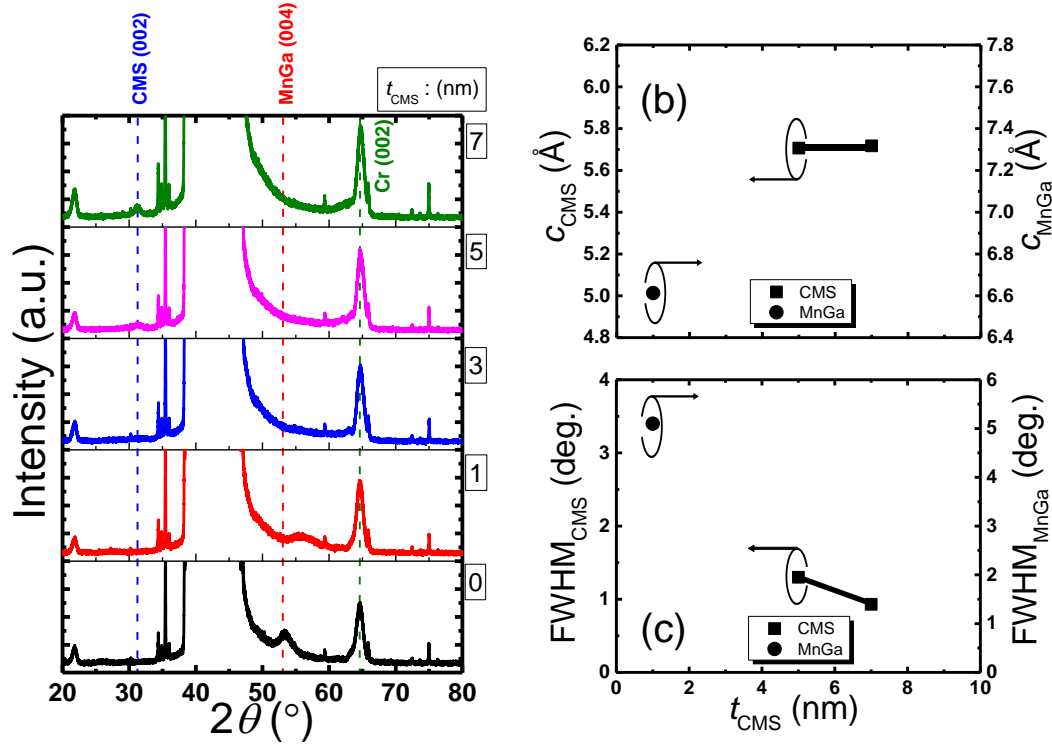 CMS (002)
MnGa (004)
t_CMS : (nm)
Cr (002)
7
5
3
1
0
Intensity (a.u.)
20 30 40 50 60 70 80
2θ (°)
(b)
6.2
6.0
5.8
5.6
5.4
5.2
5.0
4.8
c_CMS (Å)
7.8
7.6
7.4
7.2
7.0
6.8
6.6
6.4
c_MnGa (Å)
CMS
MnGa
(c)
4
3
2
1
0
FWHM_CMS (deg.)
6
5
4
3
2
1
0
FWHM_MnGa (deg.)
CMS
MnGa
0 2 4 6 8 10
t_CMS (nm)